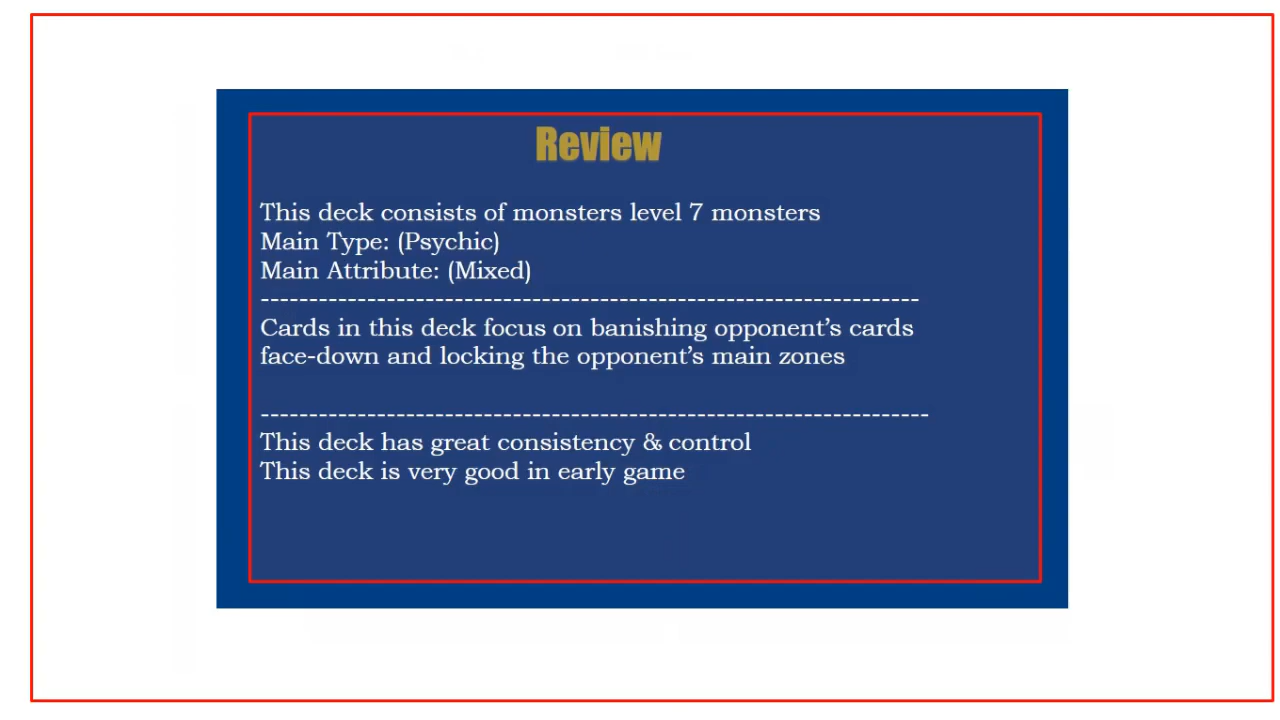 Review
This deck consists of monsters level 7 monsters
Main Type: (Psychic)
Main Attribute: (Mixed)
--------------------------------------------------------------------
Cards in this deck focus on banishing opponent’s cards
face-down and locking the opponent’s main zones
---------------------------------------------------------------------
This deck has great consistency & control
This deck is very good in early game